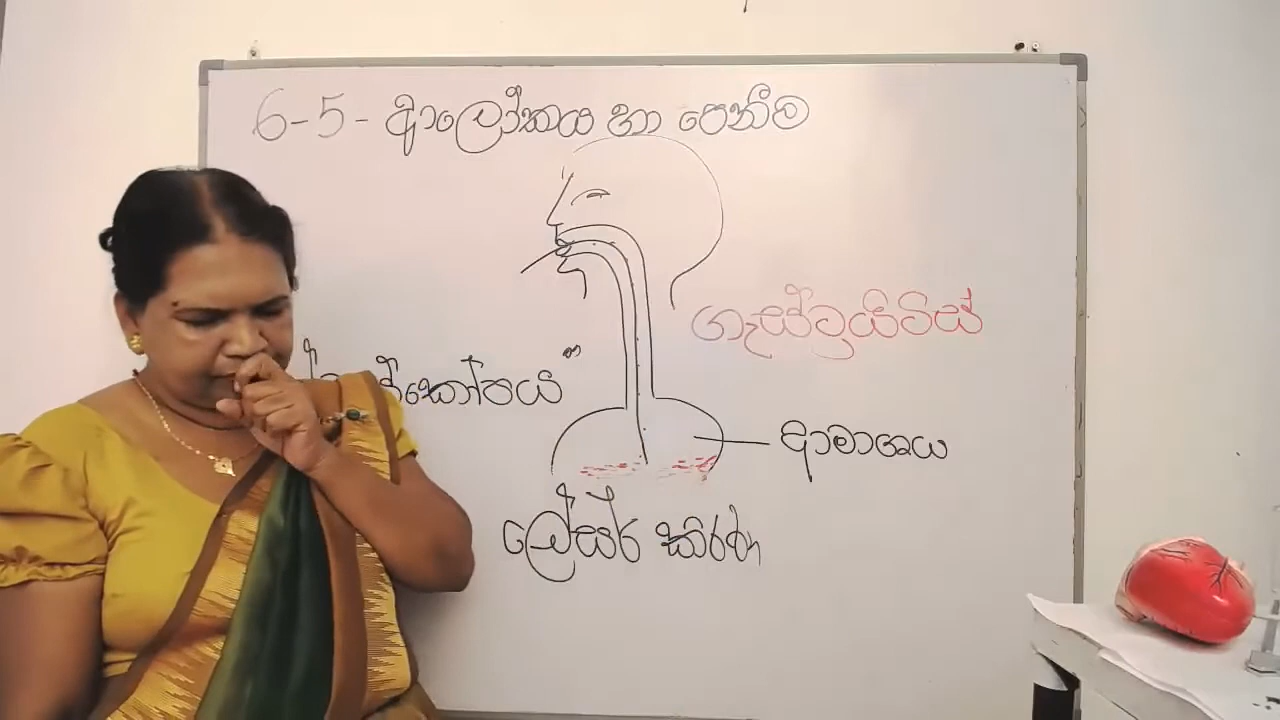 6-5- ආලෝකය හා පෙනීම
ගැස්ට්‍රයිටිස්
ආමාශය
ලේසර් කිරණ